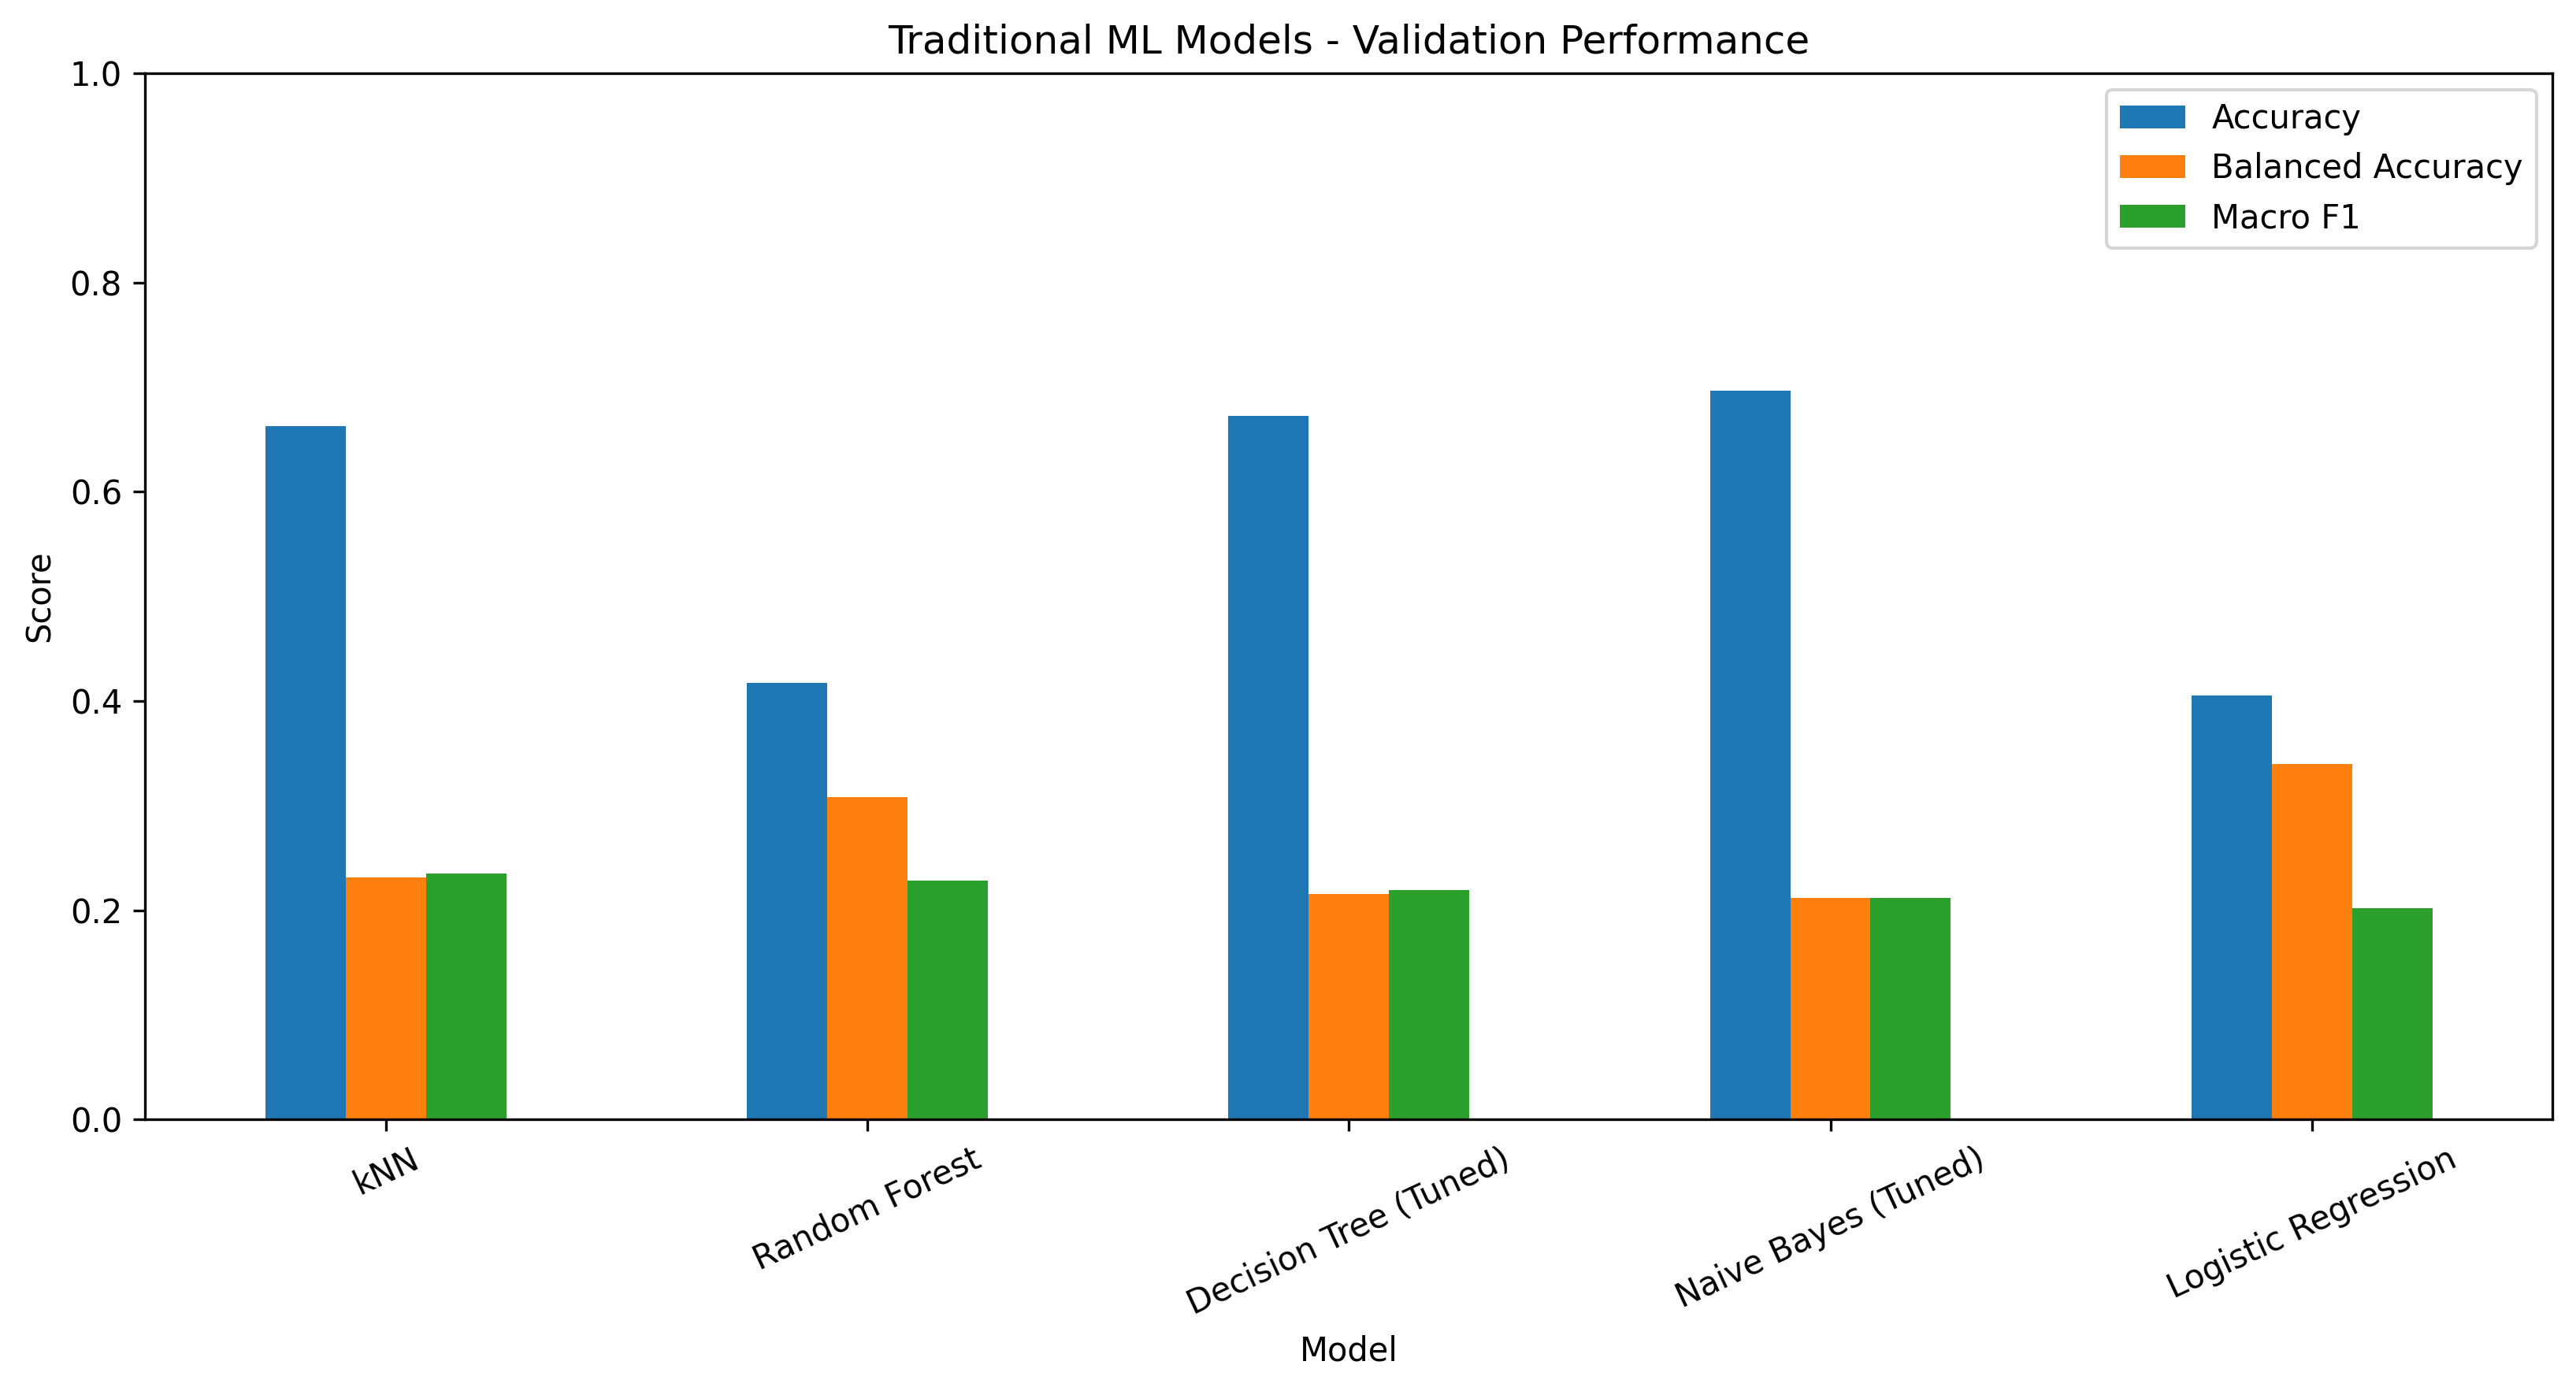 Traditional ML Models - Validation Performance
1.0
0.8
0.6
0.4
0.2
0.0
Score
Accuracy
Balanced Accuracy
Macro F1
kNN
Random Forest
Decision Tree (Tuned)
Naive Bayes (Tuned)
Logistic Regression
Model